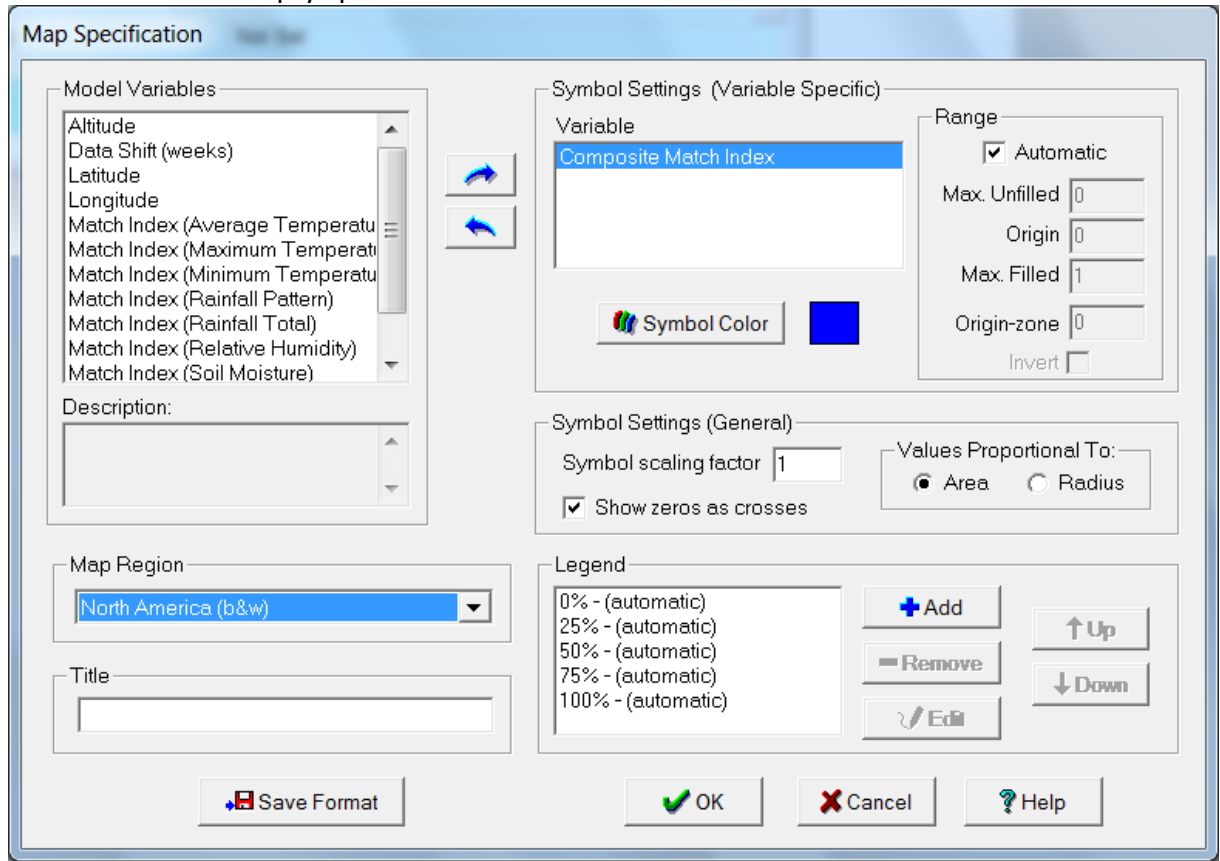 Map Specification
Model Variables
Altitude
Data Shift (weeks)
Latitude
Longitude
Match Index (Average Temperatu
Match Index (Maximum Temperatu
Match Index (Minimum Temperatu
Match Index (Rainfall Pattern)
Match Index (Rainfall Total)
Match Index (Relative Humidity)
Match Index (Soil Moisture)
Description:
Symbol Settings (Variable Specific)
Variable
Composite Match Index
Symbol Color
Range
Automatic
Max. Unfilled 0
Origin 0
Max. Filled 1
Origin-zone 0
Invert
Symbol Settings (General)
Symbol scaling factor 1
Show zeros as crosses
Values Proportional To:
Area Radius
Map Region
North America (b&w)
Title
Legend
0% - (automatic)
25% - (automatic)
50% - (automatic)
75% - (automatic)
100% - (automatic)
Add
Remove
Edit
Up
Down
Save Format
OK
Cancel
Help